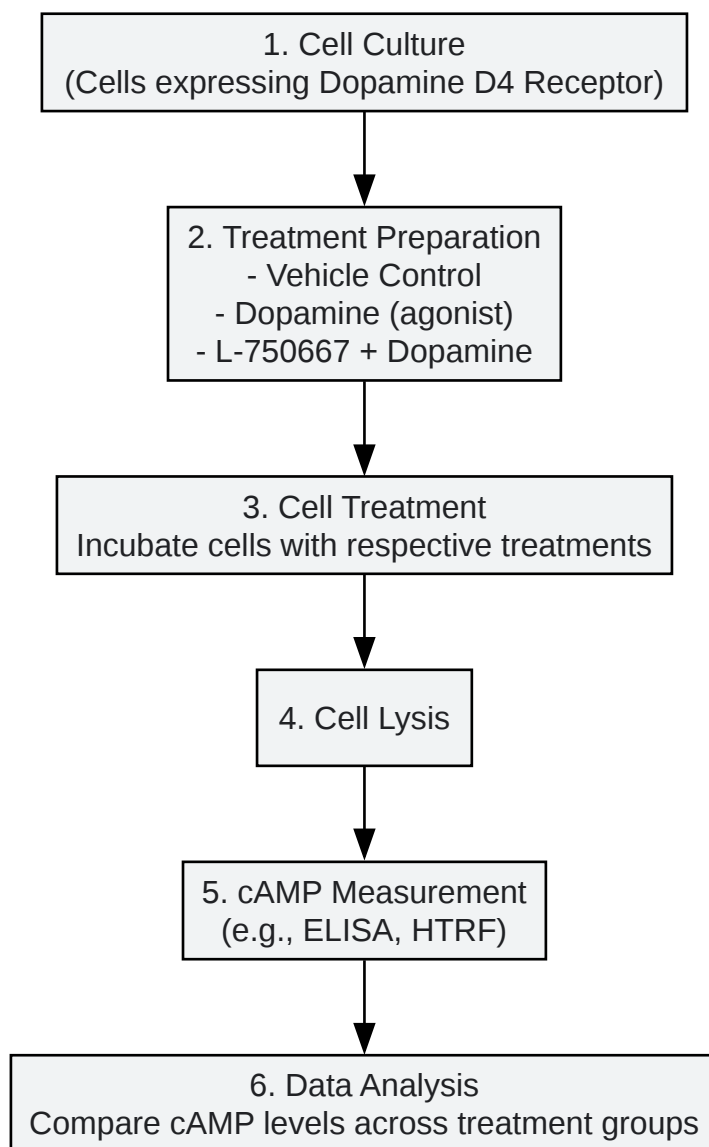 1. Cell Culture
(Cells expressing Dopamine D4 Receptor)
2. Treatment Preparation
- Vehicle Control
- Dopamine (agonist)
- L-750667 + Dopamine
3. Cell Treatment
Incubate cells with respective treatments
4. Cell Lysis
5. cAMP Measurement
(e.g., ELISA, HTRF)
6. Data Analysis
Compare cAMP levels across treatment groups